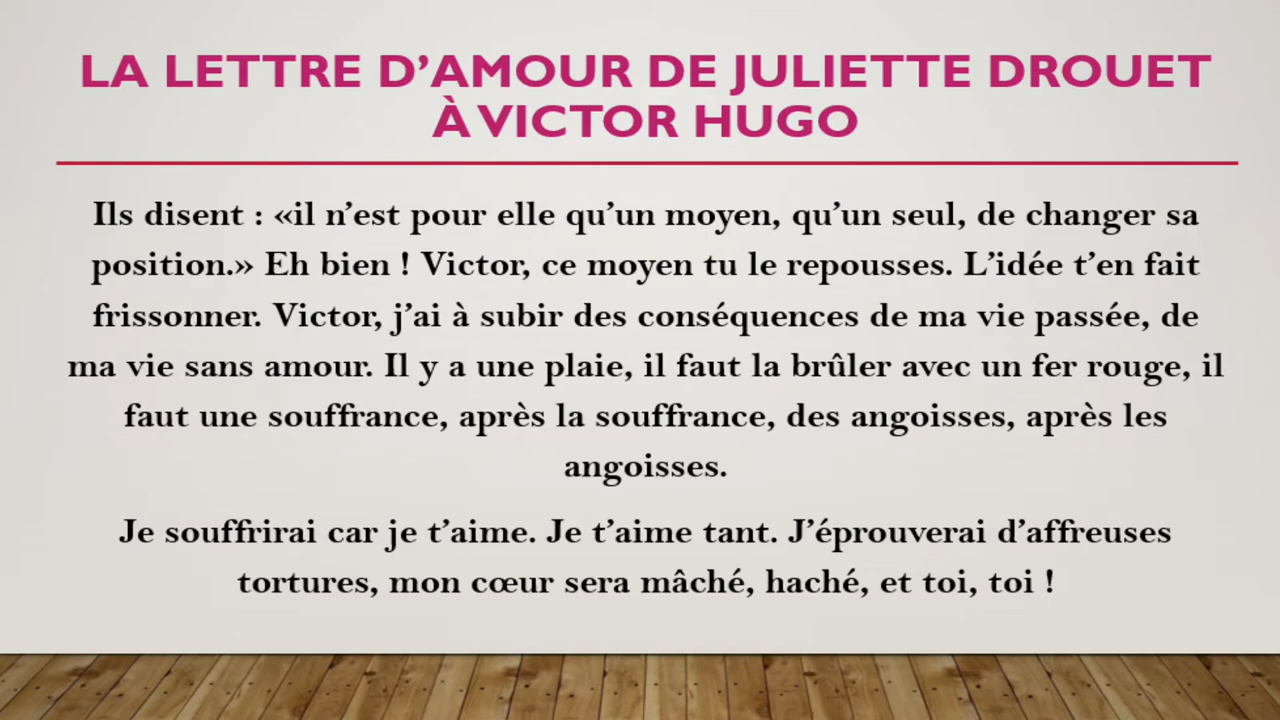 LA LETTRE D’AMOUR DE JULIETTE DROUET
À VICTOR HUGO
Ils disent : «il n’est pour elle qu’un moyen, qu’un seul, de changer sa
position.» Eh bien ! Victor, ce moyen tu le repousses. L’idée t’en fait
frissonner. Victor, j’ai à subir des conséquences de ma vie passée, de
ma vie sans amour. Il y a une plaie, il faut la brûler avec un fer rouge, il
faut une souffrance, après la souffrance, des angoisses, après les
angoisses.
Je souffrirai car je t’aime. Je t’aime tant. J’éprouverai d’affreuses
tortures, mon cœur sera mâché, haché, et toi, toi !